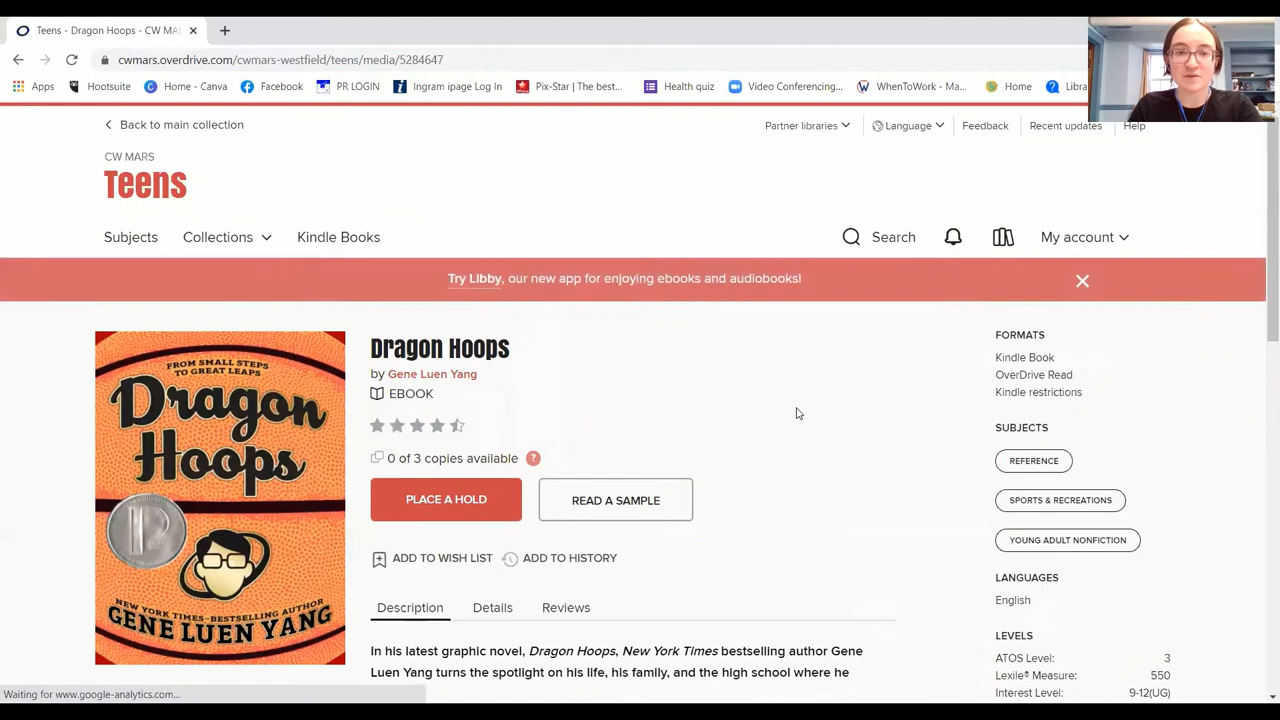 Teens - Dragon Hoops - CW MA
cwmars.overdrive.com/cwmars-westfield/teens/media/5284647
Apps Hootsuite Home - Canva Facebook PR LOGIN Ingram ipage Log In Pix-Star | The best... Health quiz Video Conferencing... WhenToWork - Ma... Home Libra
Back to main collection
Partner libraries Language Feedback Recent updates Help
CW MARS
Teens
Subjects Collections Kindle Books Search My account
Try Libby, our new app for enjoying ebooks and audiobooks!
FROM SMALL STEPS
TO GREAT LEAPS
Dragon
Hoops
NEW YORK TIMES-BESTSELLING AUTHOR
GENE LUEN YANG
Dragon Hoops
by Gene Luen Yang
EBOOK
0 of 3 copies available ?
PLACE A HOLD READ A SAMPLE
ADD TO WISH LIST ADD TO HISTORY
Description Details Reviews
In his latest graphic novel, Dragon Hoops, New York Times bestselling author Gene
Luen Yang turns the spotlight on his life, his family, and the high school where he
FORMATS
Kindle Book
OverDrive Read
Kindle restrictions
SUBJECTS
REFERENCE
SPORTS & RECREATIONS
YOUNG ADULT NONFICTION
LANGUAGES
English
LEVELS
ATOS Level: 3
Lexile® Measure: 550
Interest Level: 9-12(UG)
Waiting for www.google-analytics.com...